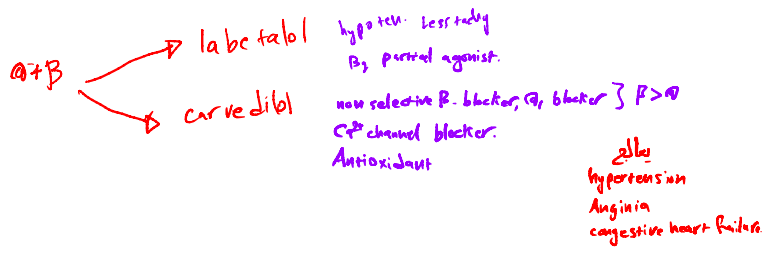 α + β
labetalol
hypoten. Less tachy
β₂ partial agonist.
carvedilol
non selective β-blocker, α₁ blocker } β > α
Ca²⁺ channel blocker.
Antioxidant
يعالج
hypertension
Anginia
congestive heart failure